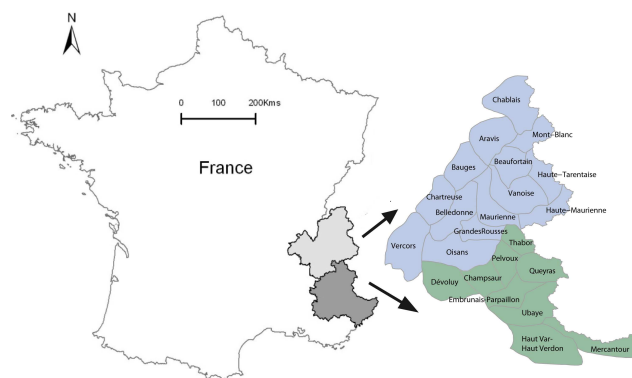 N
0 100 200Kms
France
Chablais
Mont-Blanc
Aravis
Beaufortain
Bauges
Haute-Tarentaise
Vanoise
Chartreuse
Belledonne
Maurienne
Haute-Maurienne
GrandesRousses
Vercors
Thabor
Oisans
Pelvoux
Queyras
Champsaur
Dévoluy
Embrunais-Parpaillon
Ubaye
Haut Var-
Haut Verdon
Mercantour